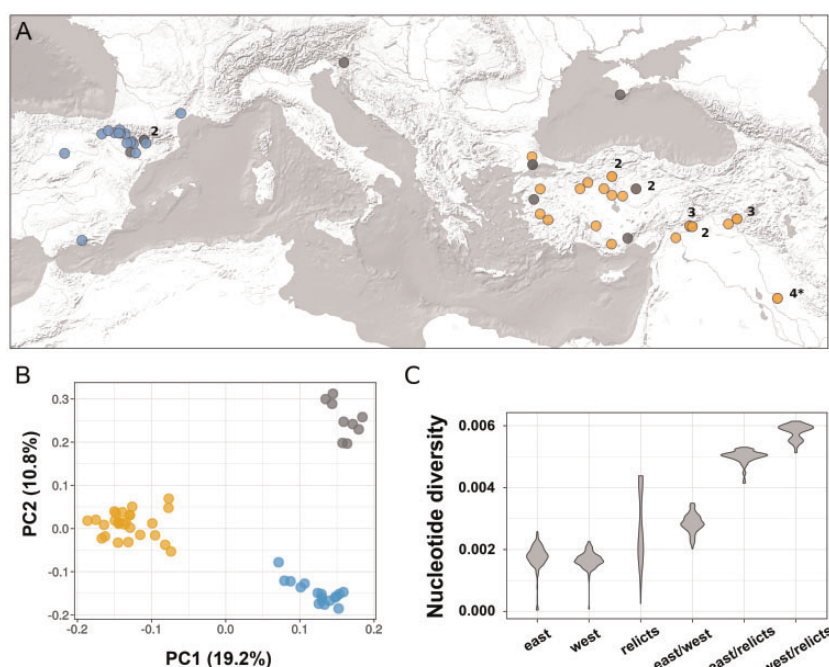 A
2
2
2
3
3
2
4*
B
PC2 (10.8%)
0.3
0.2
0.0
-0.1
-0.2
-0.2
-0.1
0.0
0.1
0.2
PC1 (19.2%)
C
Nucleotide diversity
0.006
0.004
0.002
0.000
east
west
relicts
east/west
east/relicts
west/relicts